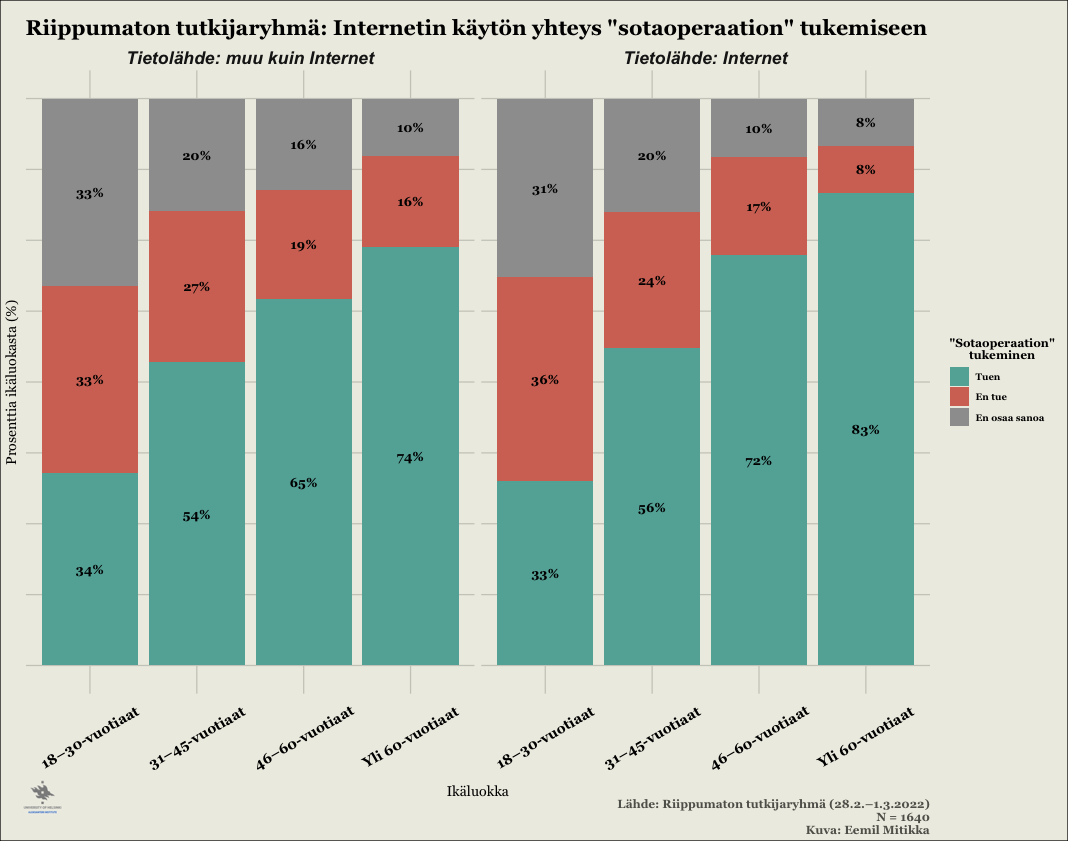 Riippumaton tutkijaryhmä: Internetin käytön yhteys "sotaoperaation" tukemiseen
Tietolähde: muu kuin Internet
Tietolähde: Internet
Prosenttia ikäluokasta (%)
33%
33%
34%
20%
27%
54%
16%
19%
65%
10%
16%
74%
31%
36%
33%
20%
24%
56%
10%
17%
72%
8%
8%
83%
"Sotaoperaation"
tukeminen
Tuen
En tue
En osaa sanoa
18–30-vuotiaat
31–45-vuotiaat
46–60-vuotiaat
Yli 60-vuotiaat
18–30-vuotiaat
31–45-vuotiaat
46–60-vuotiaat
Yli 60-vuotiaat
Ikäluokka
UNIVERSITY OF HELSINKI
Lähde: Riippumaton tutkijaryhmä (28.2.–1.3.2022)
N = 1640
Kuva: Eemil Mitikka